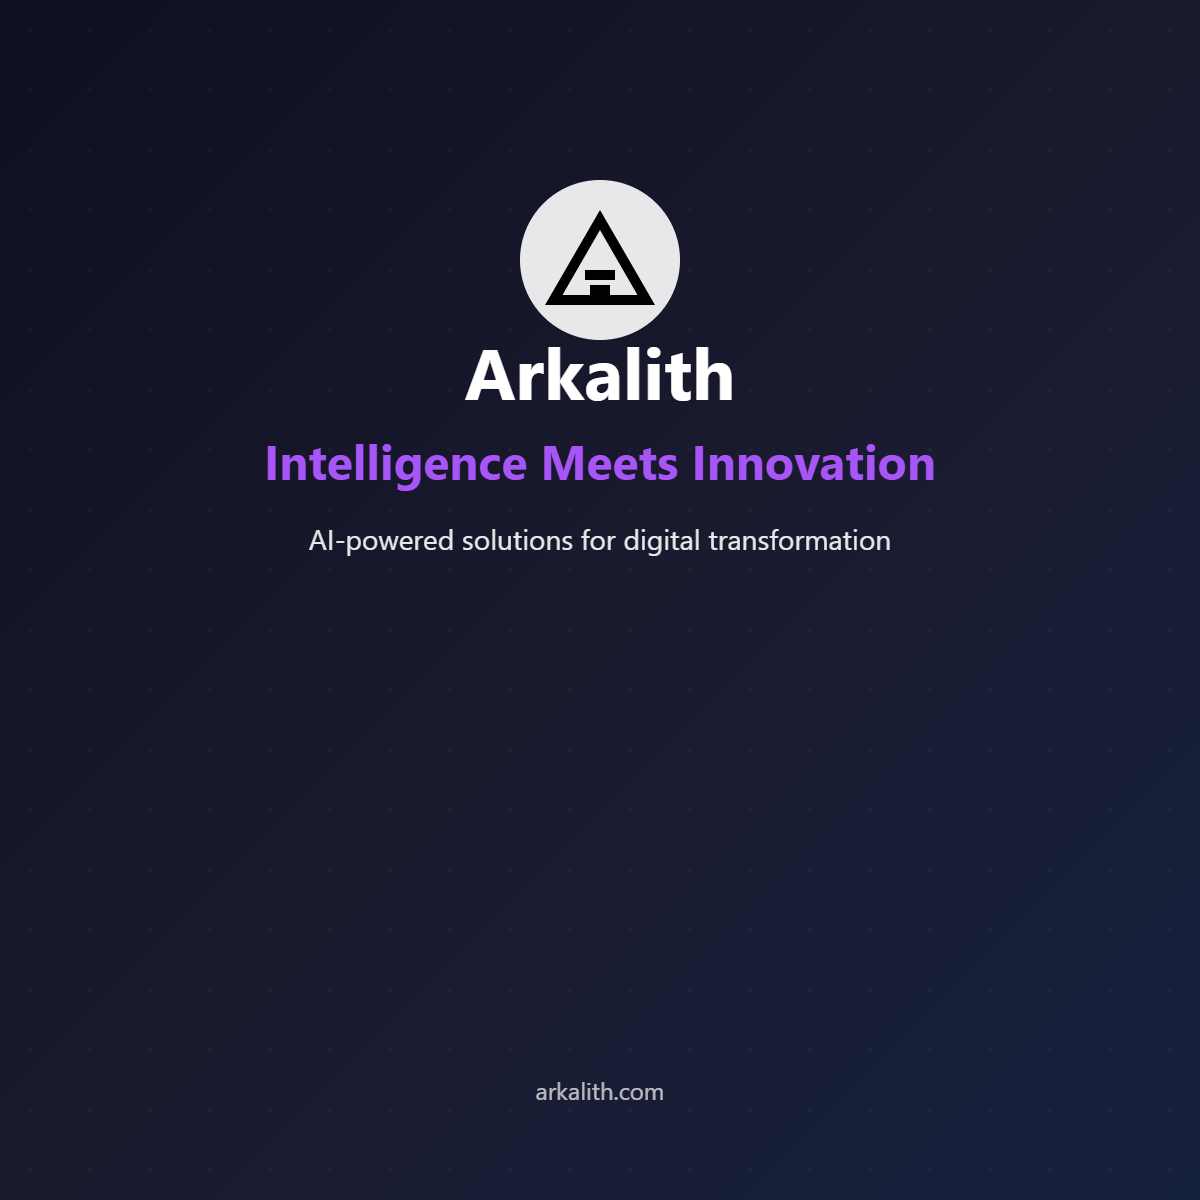 Arkalith
Intelligence Meets Innovation
AI-powered solutions for digital transformation
arkalith.com